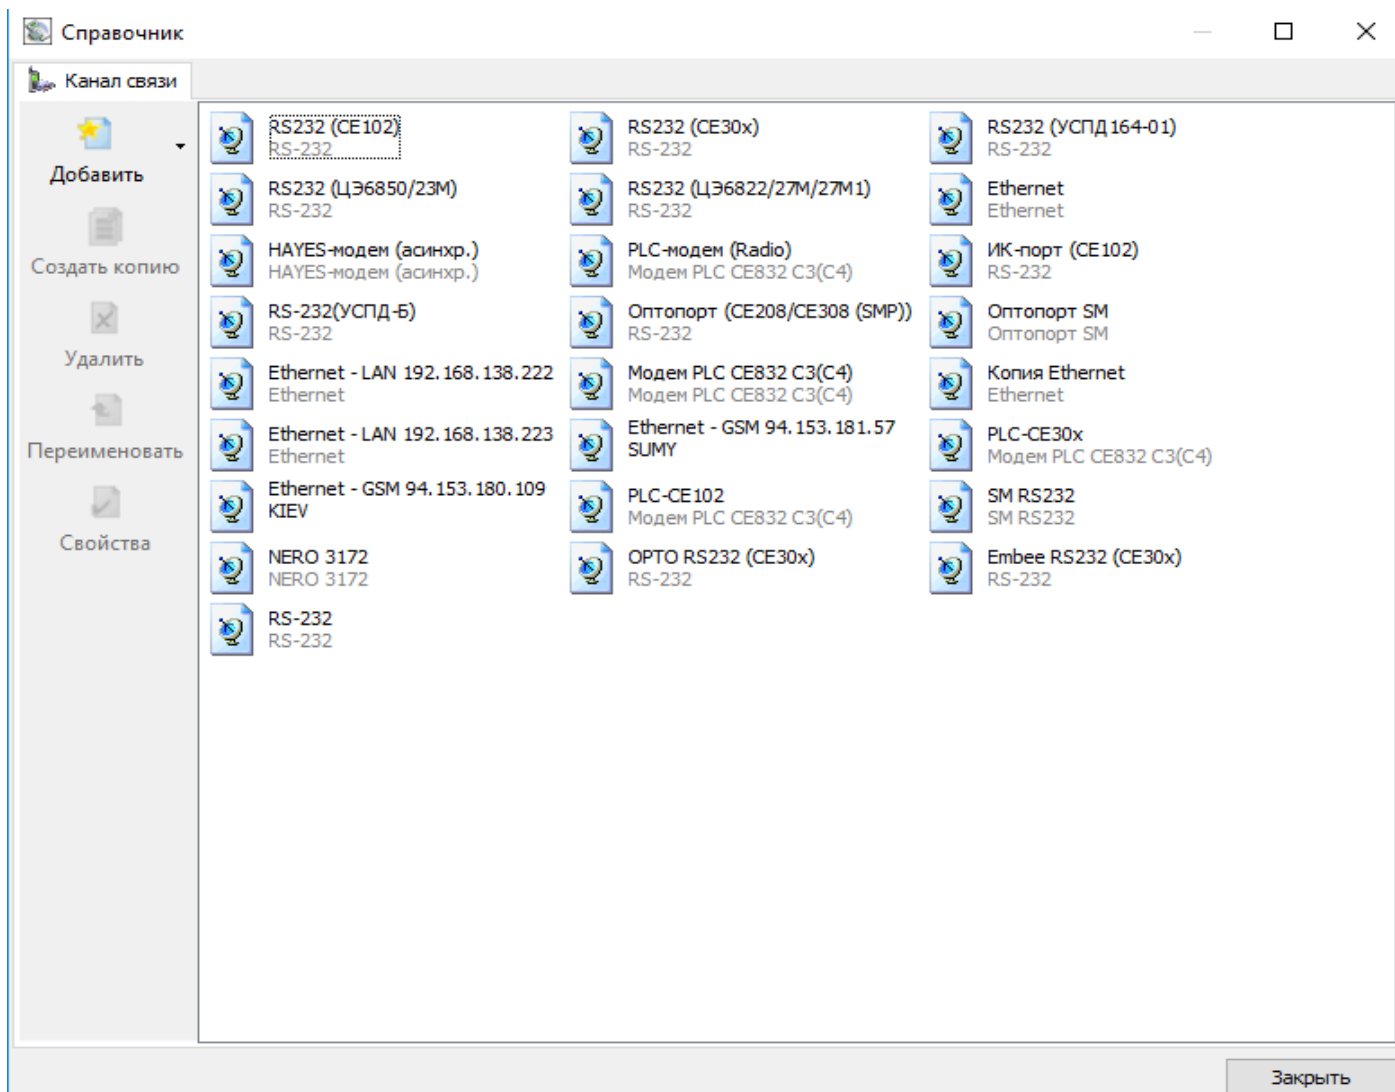 Справочник
Канал связи
Добавить
Создать копию
Удалить
Переименовать
Свойства
RS232 (CE102)
RS-232
RS232 (CE30x)
RS-232
RS232 (УСПД 164-01)
RS-232
RS232 (ЦЭ6850/23М)
RS-232
RS232 (ЦЭ6822/27М/27М1)
RS-232
Ethernet
Ethernet
HAYES-модем (асинхр.)
HAYES-модем (асинхр.)
PLC-модем (Radio)
Модем PLC CE832 C3(C4)
ИК-порт (CE102)
RS-232
RS-232(УСПД-Б)
RS-232
Оптопорт (CE208/CE308 (SMP))
RS-232
Оптопорт SM
Оптопорт SM
Ethernet - LAN 192.168.138.222
Ethernet
Модем PLC CE832 C3(C4)
Модем PLC CE832 C3(C4)
Копия Ethernet
Ethernet
Ethernet - LAN 192.168.138.223
Ethernet
Ethernet - GSM 94.153.181.57
SUMY
PLC-CE30x
Модем PLC CE832 C3(C4)
Ethernet - GSM 94.153.180.109
KIEV
PLC-CE102
Модем PLC CE832 C3(C4)
SM RS232
SM RS232
NERO 3172
NERO 3172
OPTO RS232 (CE30x)
RS-232
Embee RS232 (CE30x)
RS-232
RS-232
RS-232
Закрыть